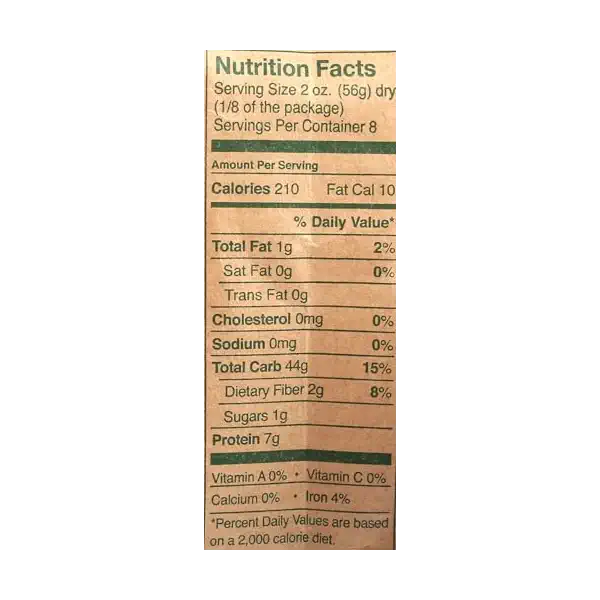 Nutrition Facts
Serving Size 2 oz. (56g) dry
(1/8 of the package)
Servings Per Container 8
Amount Per Serving
Calories 210 Fat Cal 10
% Daily Value*
Total Fat 1g 2%
Sat Fat 0g 0%
Trans Fat 0g
Cholesterol 0mg 0%
Sodium 0mg 0%
Total Carb 44g 15%
Dietary Fiber 2g 8%
Sugars 1g
Protein 7g
Vitamin A 0% • Vitamin C 0%
Calcium 0% • Iron 4%
*Percent Daily Values are based
on a 2,000 calorie diet.